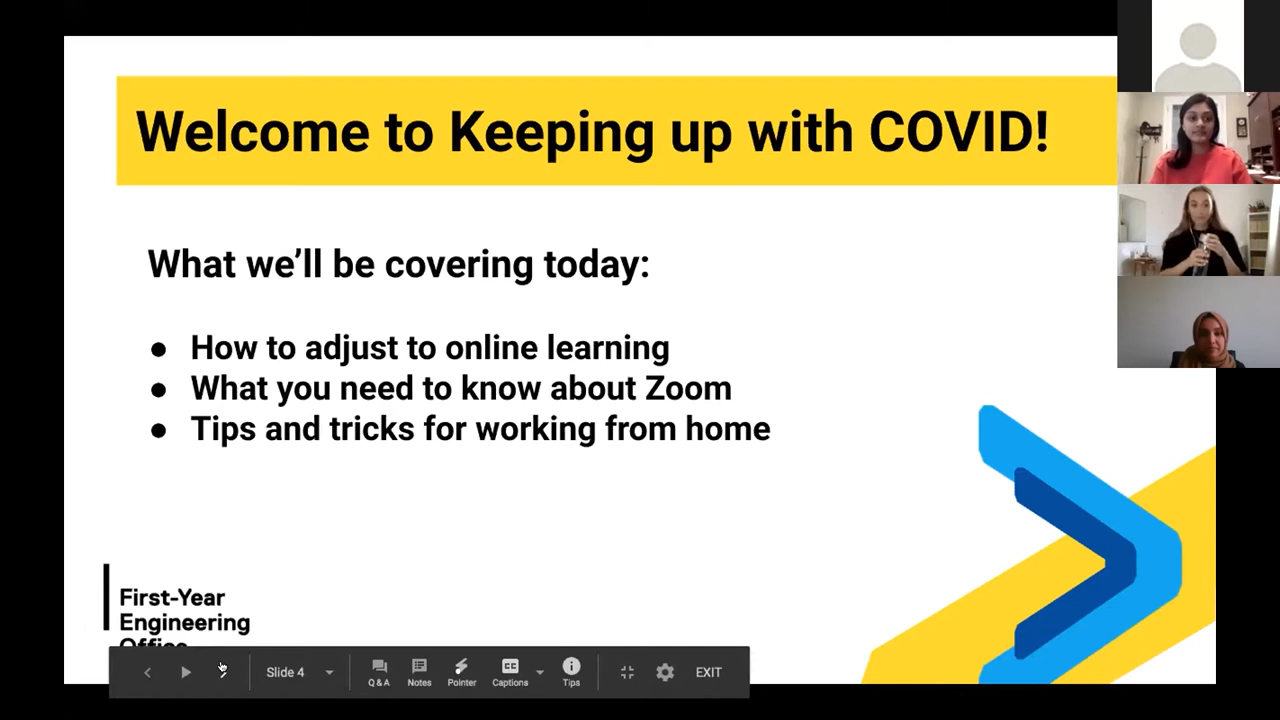 Welcome to Keeping up with COVID!
What we’ll be covering today:
● How to adjust to online learning
● What you need to know about Zoom
● Tips and tricks for working from home
First-Year
Engineering
Office
Slide 4
Q & A
Notes
Pointer
CC
Captions
Tips
EXIT